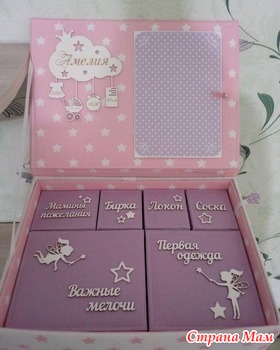 Амелия
Мамины
пожелания
Бирка
Локон
Соска
Важные
мелочи
Первая
одежда
Страна Мам